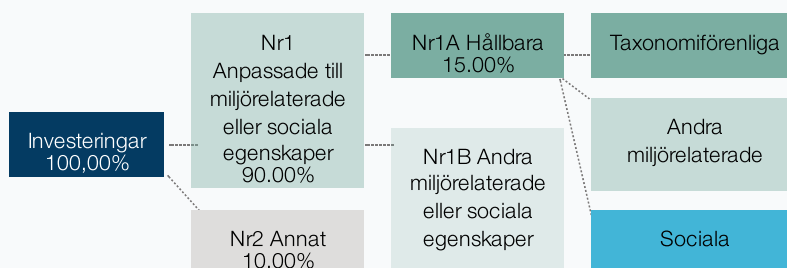 Investeringar
100,00%
Nr1
Anpassade till
miljörelaterade
eller sociala
egenskaper
90.00%
Nr2 Annat
10.00%
Nr1A Hållbara
15.00%
Nr1B Andra
miljörelaterade
eller sociala
egenskaper
Taxonomiförenliga
Andra
miljörelaterade
Sociala